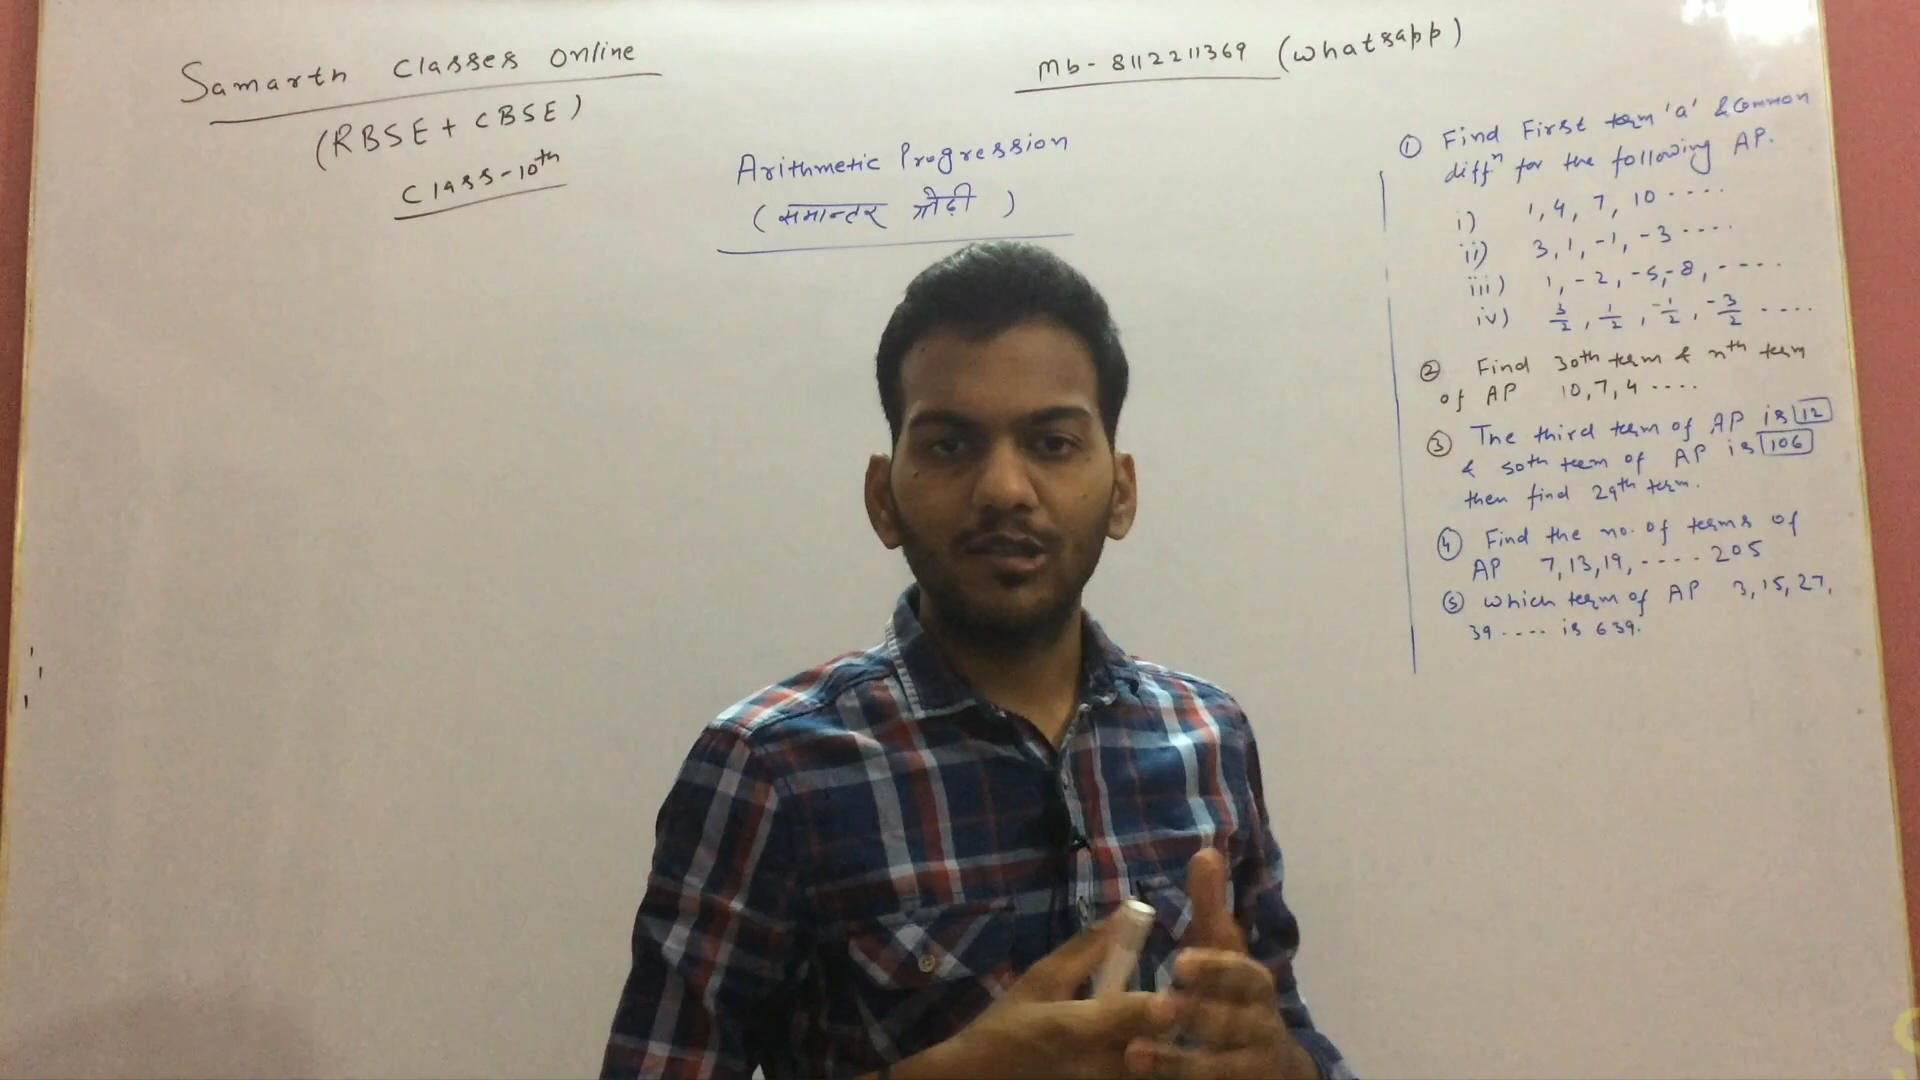 Samarth Classes Online
(RBSE + CBSE)
Class-10th
Mb- 8112211369 (whatsapp)
Arithmetic Progression
(समान्तर श्रेढ़ी)
① Find First term 'a' & Common
diffⁿ for the following AP.
i) 1, 4, 7, 10 ....
ii) 3, 1, -1, -3 ....
iii) 1, -2, -5, -8, ----
iv) 3/2, 1/2, -1/2, -3/2 ....
② Find 30th term & nth term
of AP 10, 7, 4 ....
③ The third term of AP is 12
& 50th term of AP is 106
then find 29th term.
④ Find the no. of terms of
AP 7, 13, 19, ---- 205
⑤ Which term of AP 3, 15, 27,
39 .... is 639.